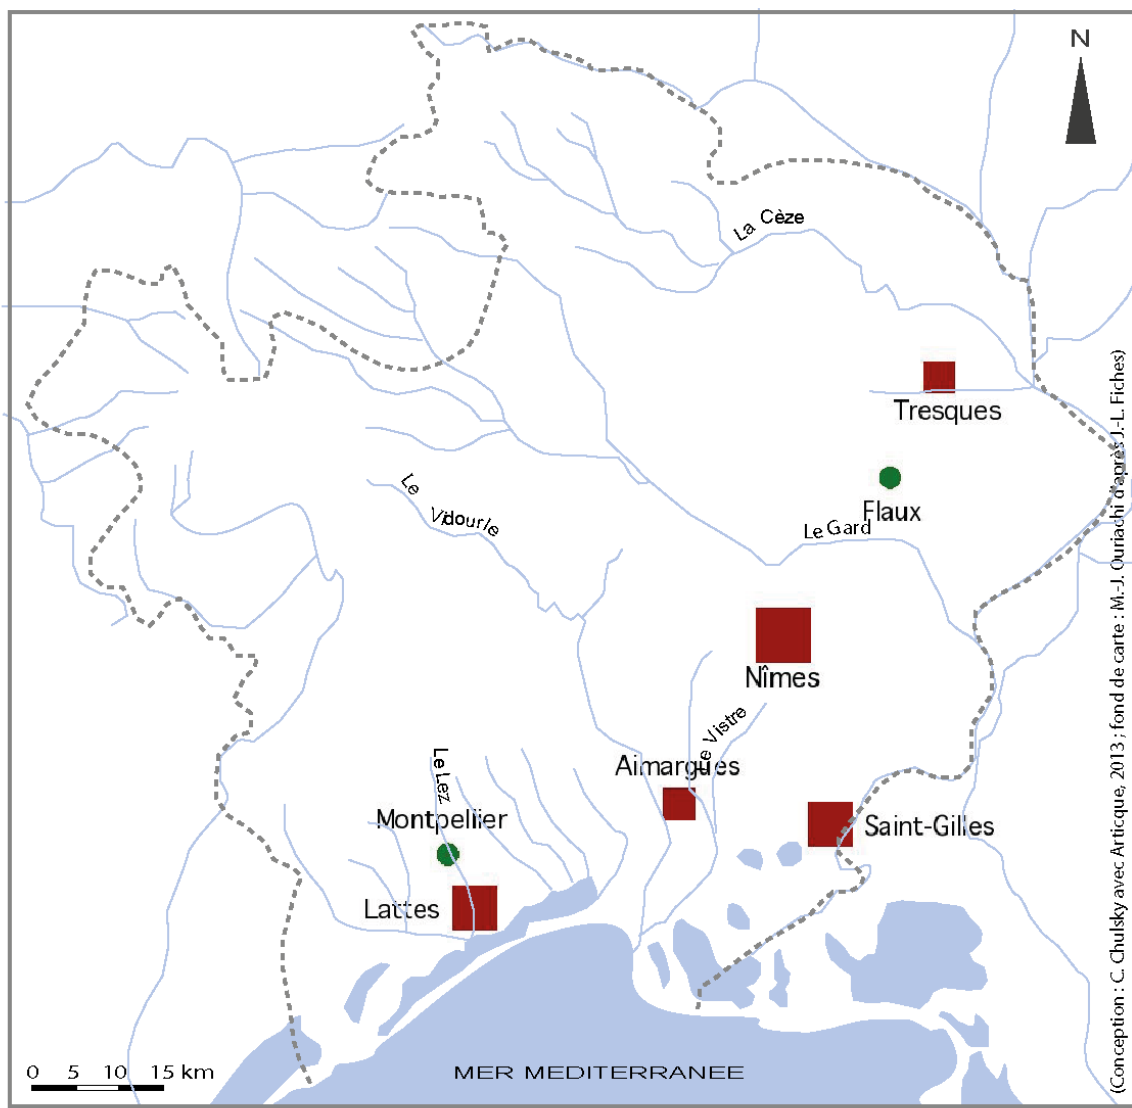 N
La Cèze
Tresques
Flaux
Le Gard
Le Vidourle
Nîmes
Le Vistre
Aimargues
Le Lez
Montpellier
Saint-Gilles
Lattes
0 5 10 15 km
MER MEDITERRANEE
(Conception : C. Chulsky avec Articque, 2013 ; fond de carte : M.-J. Ouriachi d'après J.-L. Fiches)